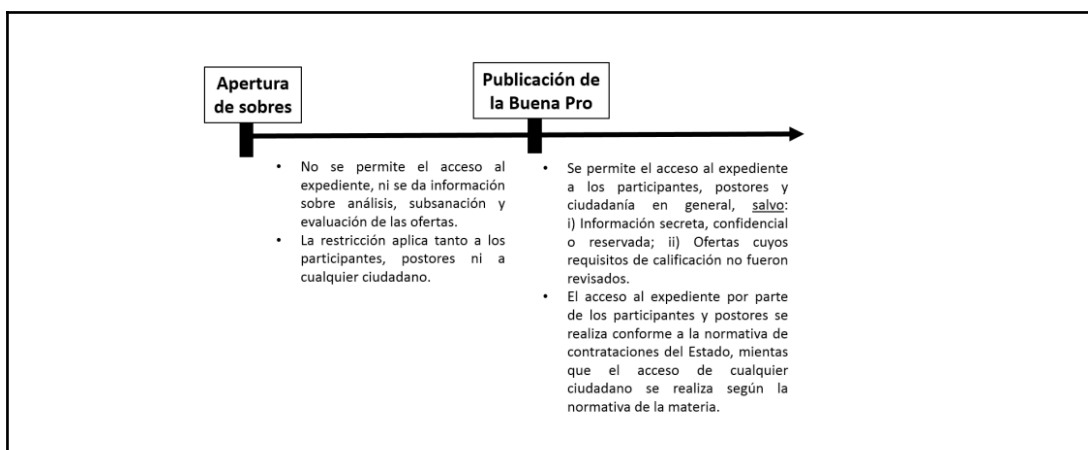 Apertura
de sobres
Publicación de
la Buena Pro
• No se permite el acceso al
expediente, ni se da información
sobre análisis, subsanación y
evaluación de las ofertas.
• La restricción aplica tanto a los
participantes, postores ni a
cualquier ciudadano.
• Se permite el acceso al expediente
a los participantes, postores y
ciudadanía en general, salvo:
i) Información secreta, confidencial
o reservada; ii) Ofertas cuyos
requisitos de calificación no fueron
revisados.
• El acceso al expediente por parte
de los participantes y postores se
realiza conforme a la normativa de
contrataciones del Estado, mientas
que el acceso de cualquier
ciudadano se realiza según la
normativa de la materia.